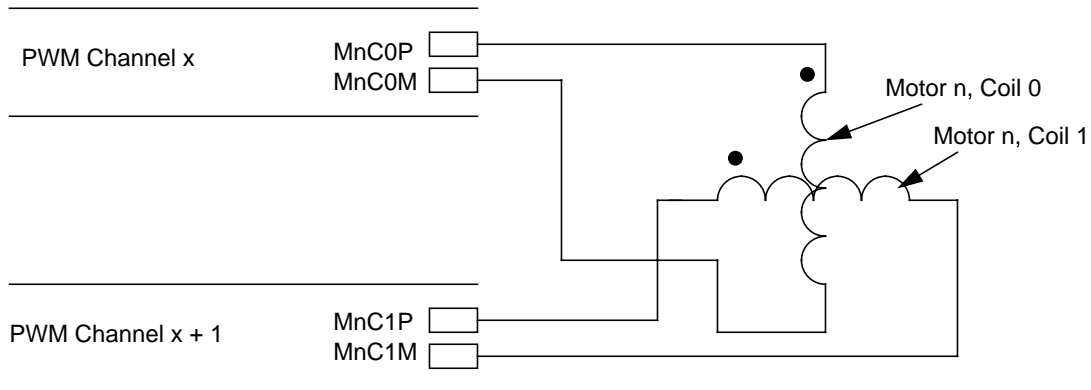 PWM Channel x
MnC0P
MnC0M
Motor n, Coil 0
Motor n, Coil 1
PWM Channel x + 1
MnC1P
MnC1M